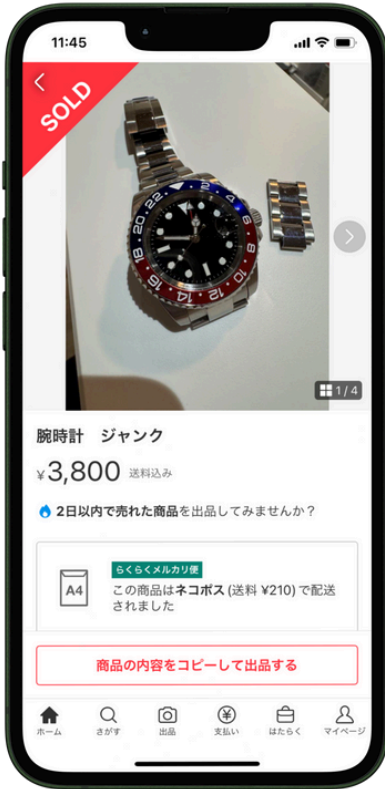 11:45
SOLD
1/4
腕時計　ジャンク
¥3,800 送料込み
2日以内で売れた商品を出品してみませんか？
らくらくメルカリ便
A4
この商品はネコポス (送料 ¥210) で配送
されました
商品の内容をコピーして出品する
ホーム さがす 出品 支払い はたらく マイページ